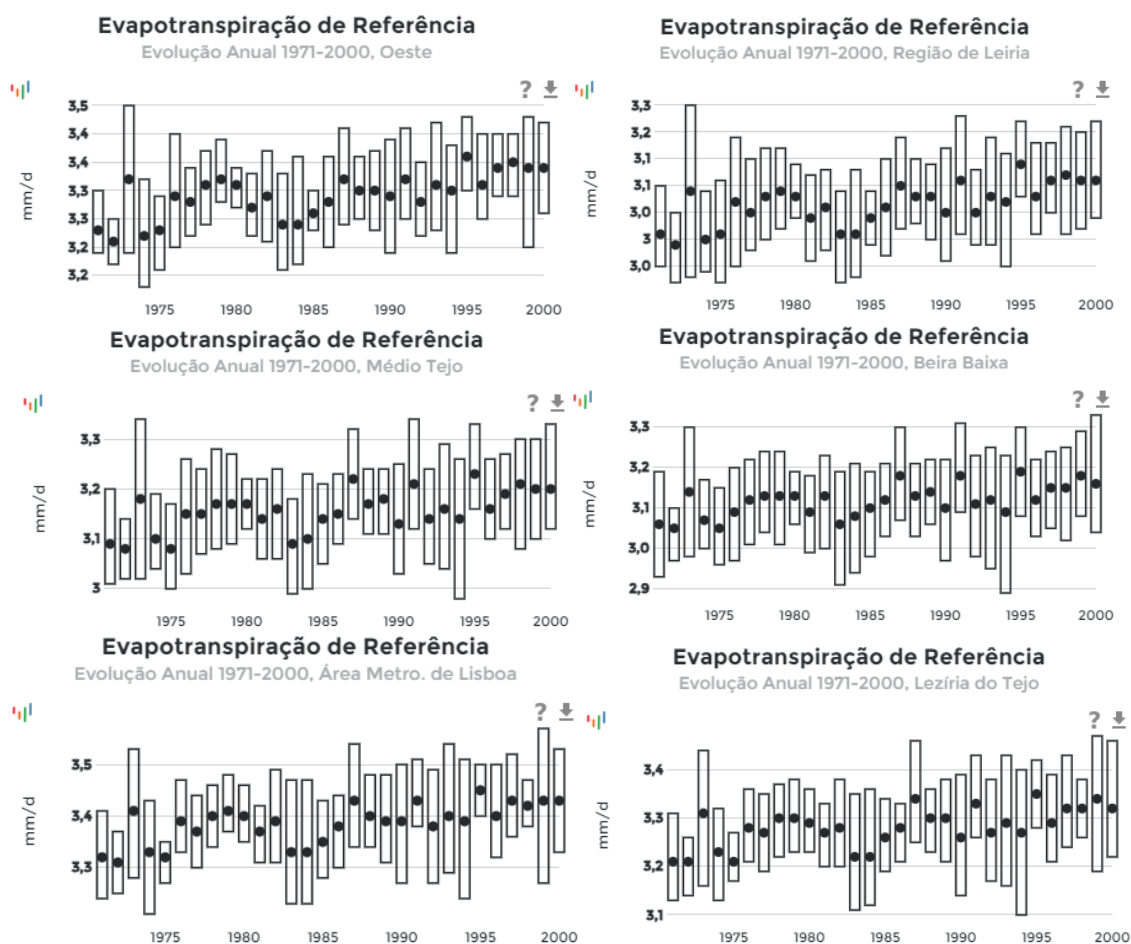 Evapotranspiração de Referência
Evolução Anual 1971-2000, Oeste
?
mm/d
3,5
3,4
3,4
3,3
3,3
3,2
3,2
1975 1980 1985 1990 1995 2000
Evapotranspiração de Referência
Evolução Anual 1971-2000, Região de Leiria
?
mm/d
3,3
3,2
3,1
3,1
3,0
3
3,0
1975 1980 1985 1990 1995 2000
Evapotranspiração de Referência
Evolução Anual 1971-2000, Médio Tejo
?
mm/d
3,3
3,2
3,1
3
1975 1980 1985 1990 1995 2000
Evapotranspiração de Referência
Evolução Anual 1971-2000, Beira Baixa
?
mm/d
3,3
3,2
3,1
3,0
2,9
1975 1980 1985 1990 1995 2000
Evapotranspiração de Referência
Evolução Anual 1971-2000, Área Metro. de Lisboa
?
mm/d
3,5
3,4
3,3
1975 1980 1985 1990 1995 2000
Evapotranspiração de Referência
Evolução Anual 1971-2000, Lezíria do Tejo
?
mm/d
3,4
3,3
3,2
3,1
1975 1980 1985 1990 1995 2000